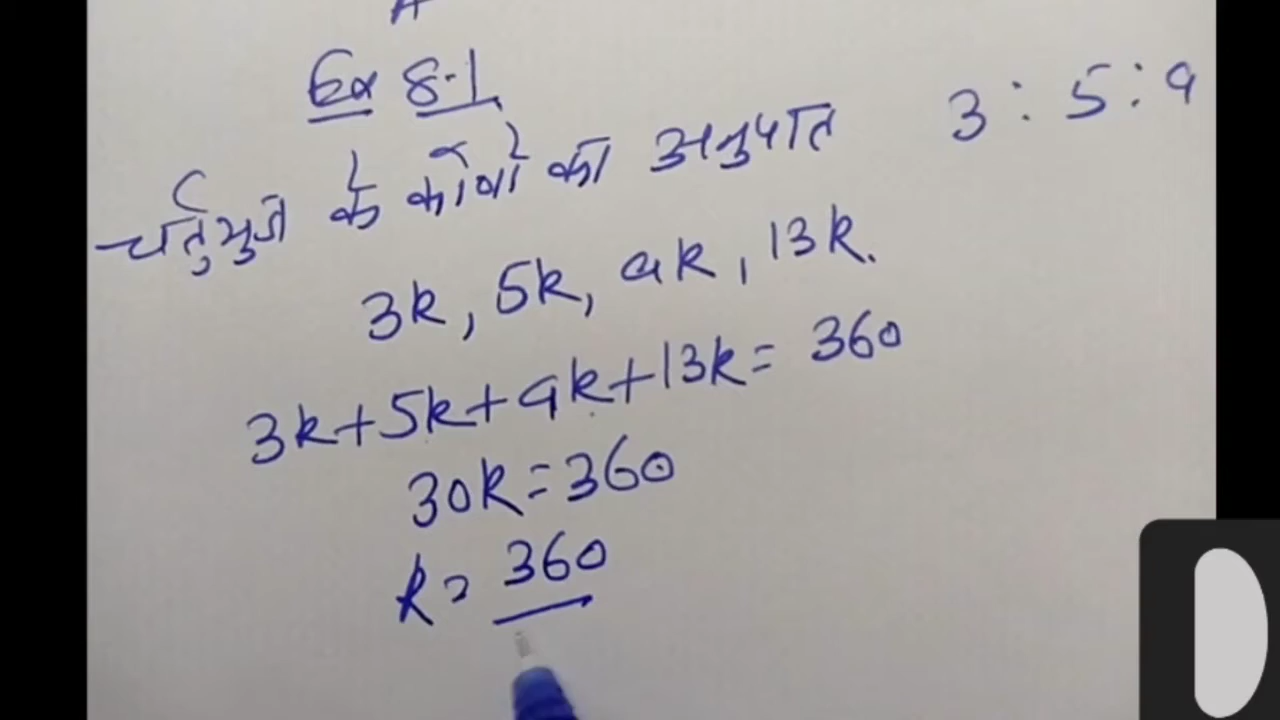 Ex 8.1
चर्तुभुज के कोणों का अनुपात 3 : 5 : 9
3k, 5k, 9k, 13k.
3k+5k+9k+13k= 360
30k=360
k= 360